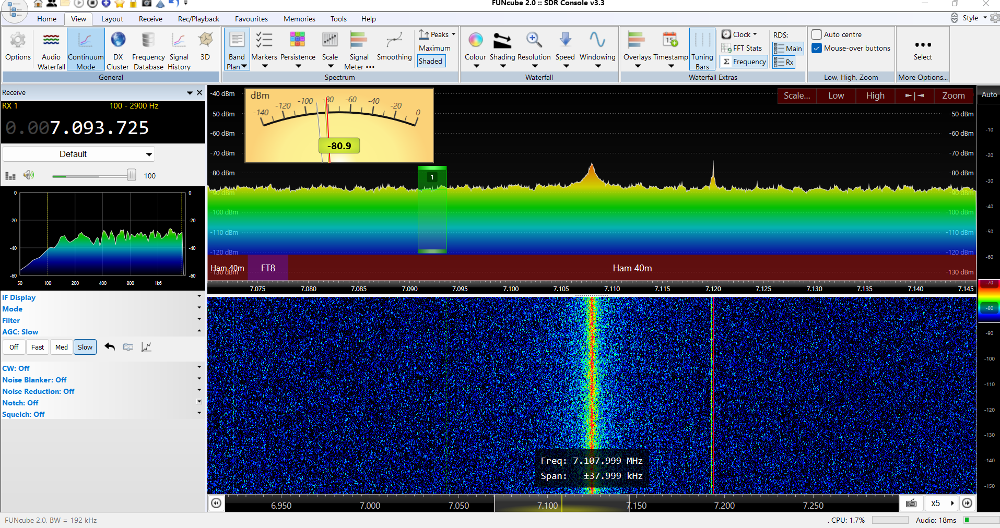 FUNcube 2.0 :: SDR Console v3.3
Home View Layout Receive Rec/Playback Favourites Memories Tools Help Style
Options Audio Waterfall Continuum Mode DX Cluster Frequency Database Signal History 3D
General
Band Plan Markers Persistence Scale Signal Meter Smoothing Peaks Maximum Shaded
Spectrum
Colour Shading Resolution Speed Windowing
Waterfall
Overlays Timestamp Tuning Bars Clock FFT Stats Σ Frequency RDS: Main Rx
15
Waterfall Extras
Auto centre
Mouse-over buttons
Low, High, Zoom
Select
More Options...
Receive
RX 1 100 - 2900 Hz
0.007.093.725
Default
100
0 0
-20 -20
-40 -40
-60 -60
50 100 200 400 800 1k6
IF Display
Mode
Filter
AGC: Slow
Off Fast Med Slow
CW: Off
Noise Blanker: Off
Noise Reduction: Off
Notch: Off
Squelch: Off
dBm
-140 -120 -100 -80 -60 -40 -20 0
-80.9
Scale... Low High Zoom Auto
-40 dBm
-50 dBm -50 dBm
-60 dBm -60 dBm
-70 dBm -70 dBm
-80 dBm -80 dBm
-90 dBm -90 dBm
-100 dBm -100 dBm
-110 dBm -110 dBm
-120 dBm -120 dBm
-130 dBm -130 dBm
1
Ham 40m FT8 Ham 40m
7.075 7.080 7.085 7.090 7.095 7.100 7.105 7.110 7.115 7.120 7.125 7.130 7.135 7.140 7.145
-10
-20
-30
-40
-50
-60
-70
-80
-90
-100
-110
-120
-130
-140
-150
Freq: 7.107.999 MHz
Span: ±37.999 kHz
6.950 7.000 7.050 7.100 7.150 7.200 7.250 x5
FUNcube 2.0, BW = 192 kHz . CPU: 1.7% Audio: 18ms